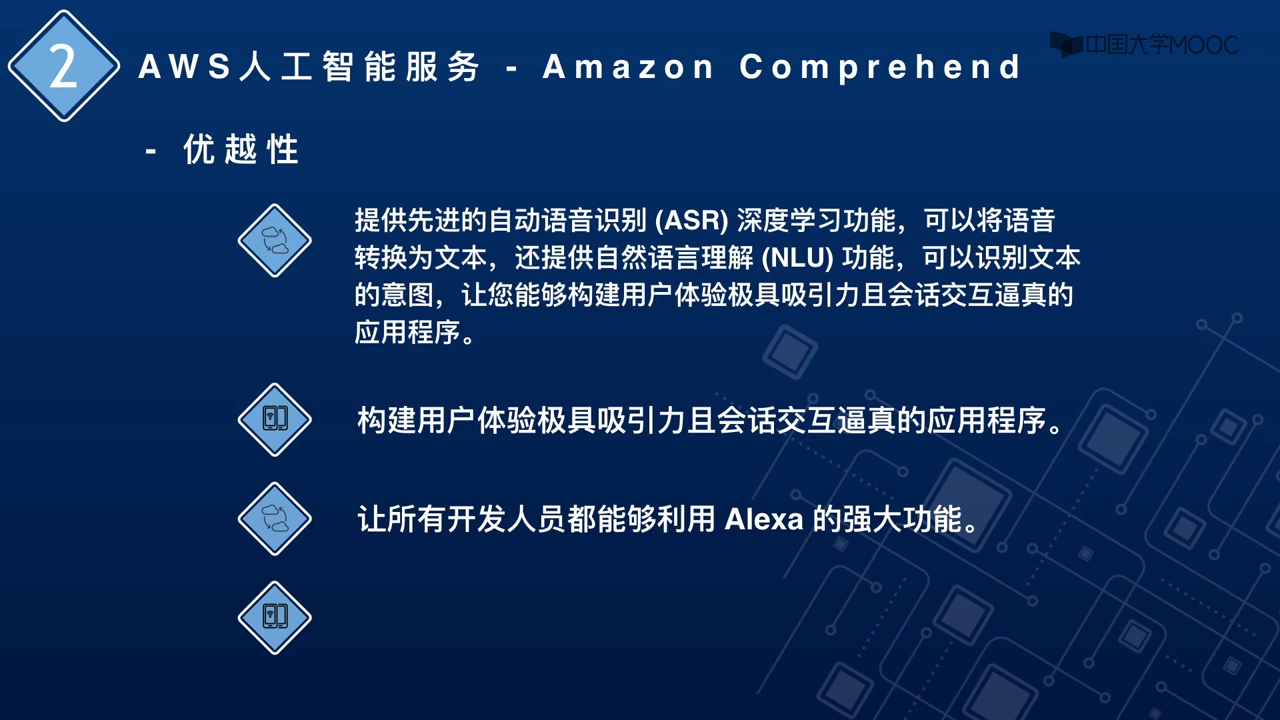 2
AWS人工智能服务 - Amazon Comprehend
中国大学MOOC
- 优越性
提供先进的自动语音识别 (ASR) 深度学习功能，可以将语音
转换为文本，还提供自然语言理解 (NLU) 功能，可以识别文本
的意图，让您能够构建用户体验极具吸引力且会话交互逼真的
应用程序。
构建用户体验极具吸引力且会话交互逼真的应用程序。
让所有开发人员都能够利用 Alexa 的强大功能。